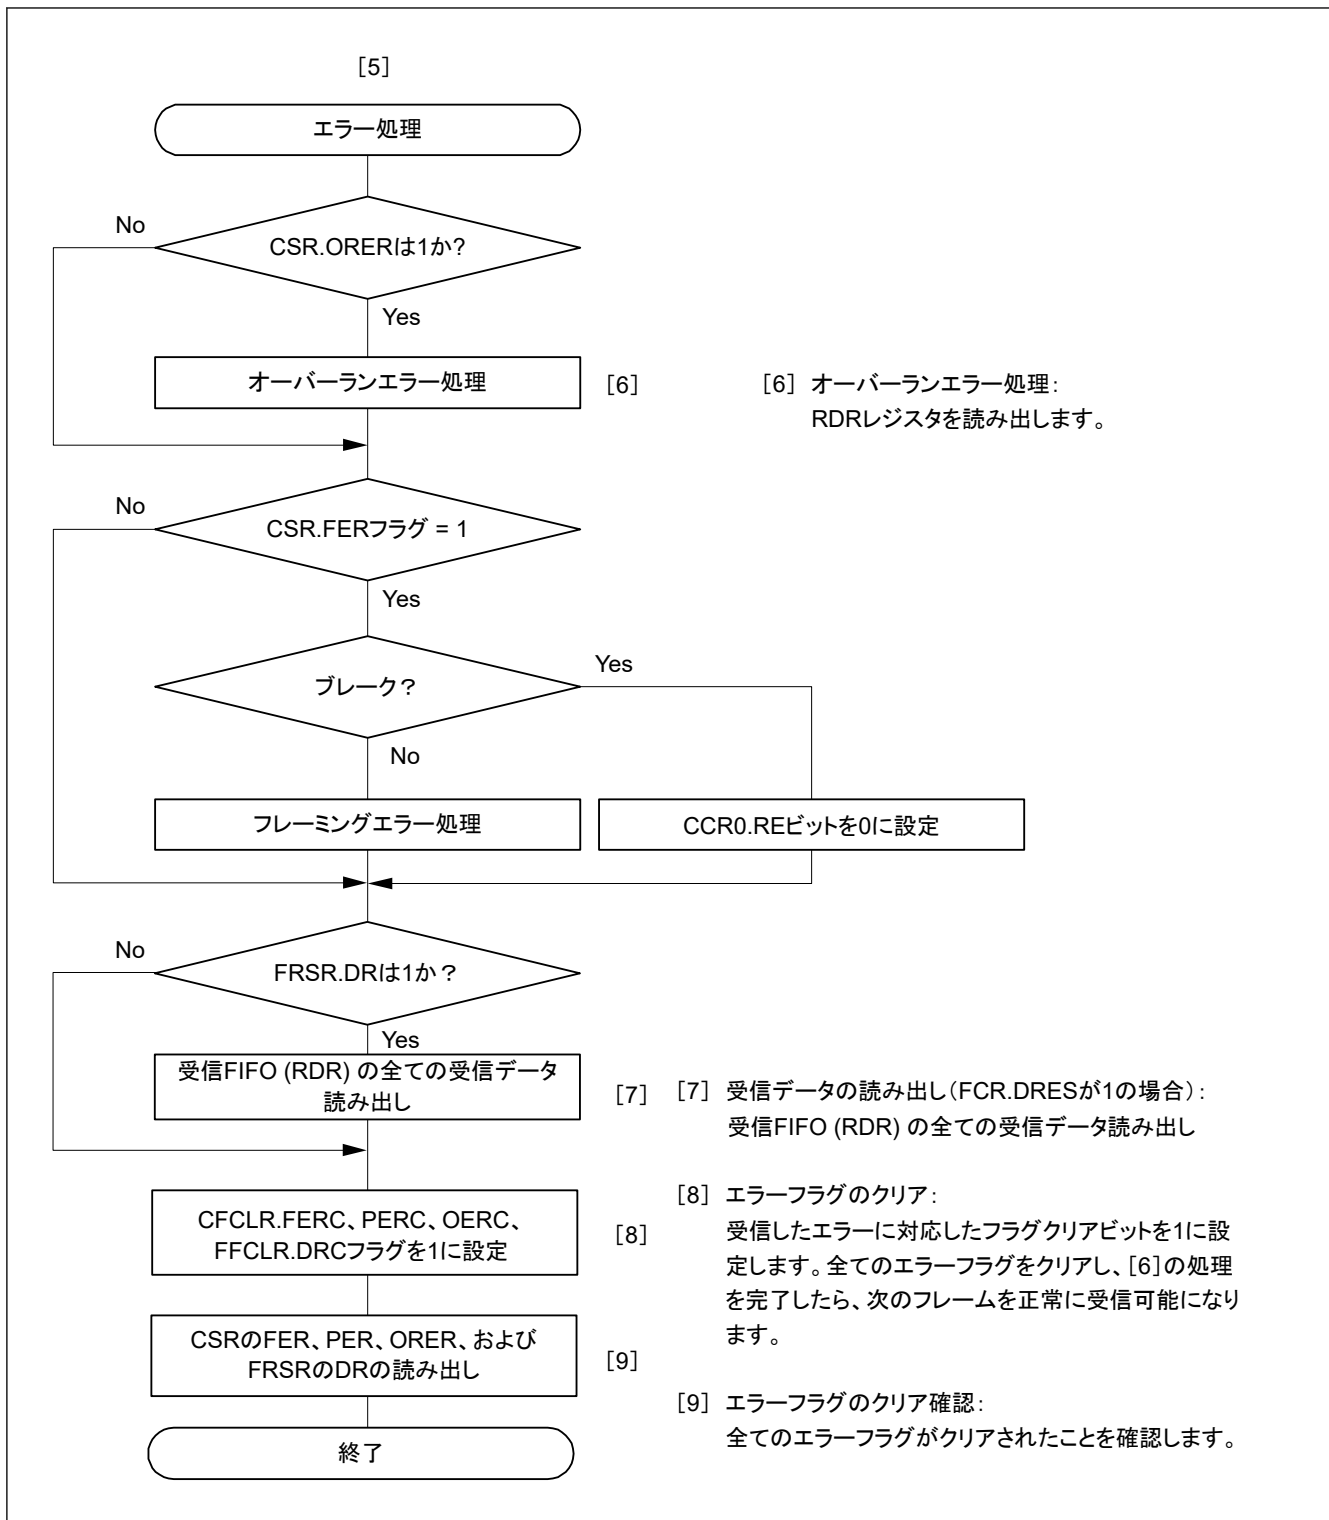 [5]
エラー処理
No
CSR.ORERは1か?
Yes
オーバーランエラー処理
[6]
[6] オーバーランエラー処理:
RDRレジスタを読み出します。
No
CSR.FERフラグ = 1
Yes
ブレーク?
Yes
No
フレーミングエラー処理
CCR0.REビットを0に設定
No
FRSR.DRは1か?
Yes
受信FIFO (RDR) の全ての受信データ
読み出し
[7]
[7] 受信データの読み出し(FCR.DRESが1の場合):
受信FIFO (RDR) の全ての受信データ読み出し
CFCLR.FERC、PERC、OERC、
FFCLR.DRCフラグを1に設定
[8]
[8] エラーフラグのクリア:
受信したエラーに対応したフラグクリアビットを1に設
定します。全てのエラーフラグをクリアし、[6]の処理
を完了したら、次のフレームを正常に受信可能になり
ます。
CSRのFER、PER、ORER、および
FRSRのDRの読み出し
[9]
[9] エラーフラグのクリア確認:
全てのエラーフラグがクリアされたことを確認します。
終了